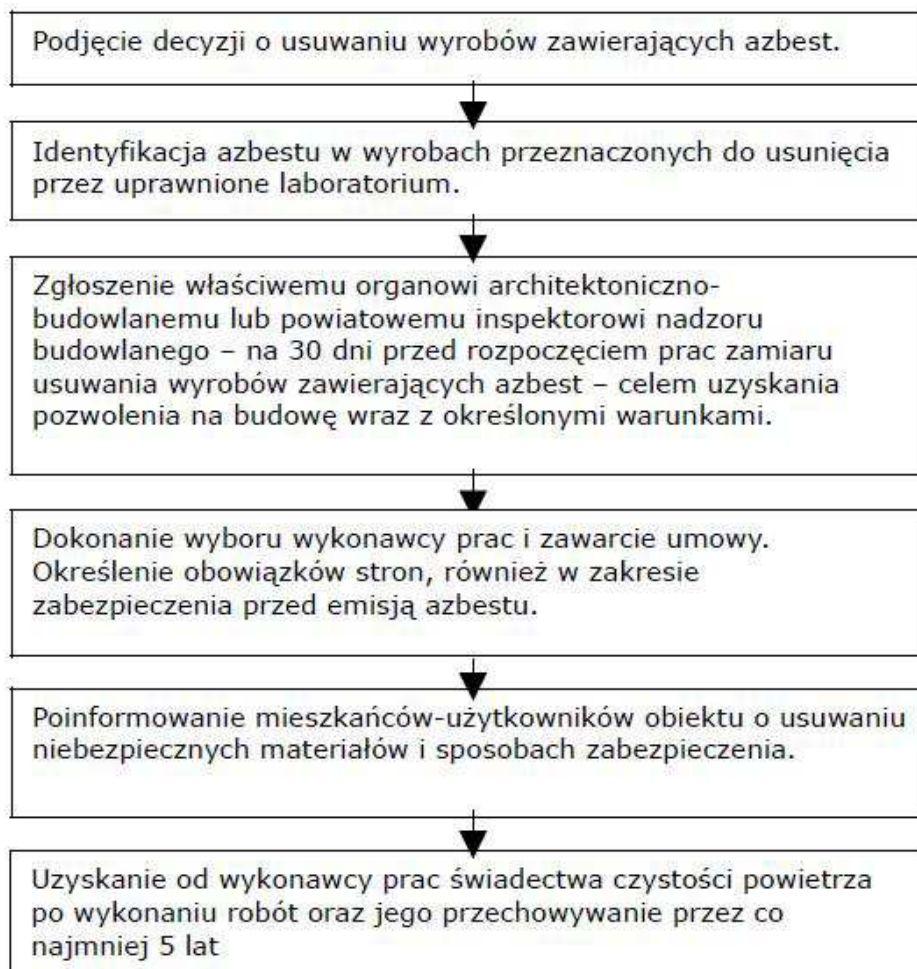 Podjęcie decyzji o usuwaniu wyrobów zawierających azbest.
Identyfikacja azbestu w wyrobach przeznaczonych do usunięcia
przez uprawnione laboratorium.
Zgłoszenie właściwemu organowi architektoniczno-
budowlanemu lub powiatowemu inspektorowi nadzoru
budowlanego – na 30 dni przed rozpoczęciem prac zamiaru
usuwania wyrobów zawierających azbest – celem uzyskania
pozwolenia na budowę wraz z określonymi warunkami.
Dokonanie wyboru wykonawcy prac i zawarcie umowy.
Określenie obowiązków stron, również w zakresie
zabezpieczenia przed emisją azbestu.
Poinformowanie mieszkańców-użytkowników obiektu o usuwaniu
niebezpiecznych materiałów i sposobach zabezpieczenia.
Uzyskanie od wykonawcy prac świadectwa czystości powietrza
po wykonaniu robót oraz jego przechowywanie przez co
najmniej 5 lat